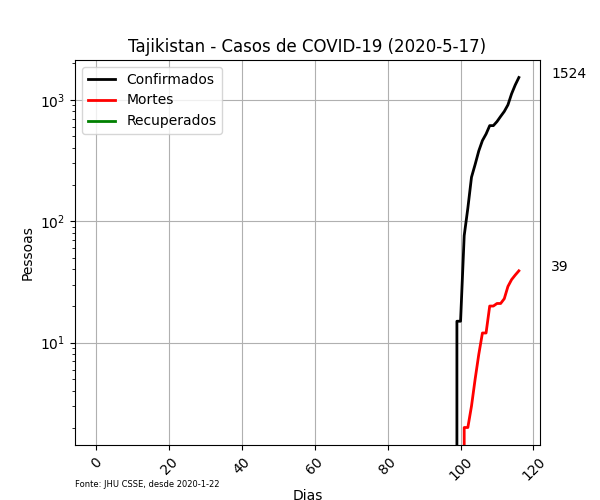 Tajikistan - Casos de COVID-19 (2020-5-17)
Confirmados
Mortes
Recuperados
1524
39
10³
10²
10¹
Pessoas
0 20 40 60 80 100 120
Dias
Fonte: JHU CSSE, desde 2020-1-22